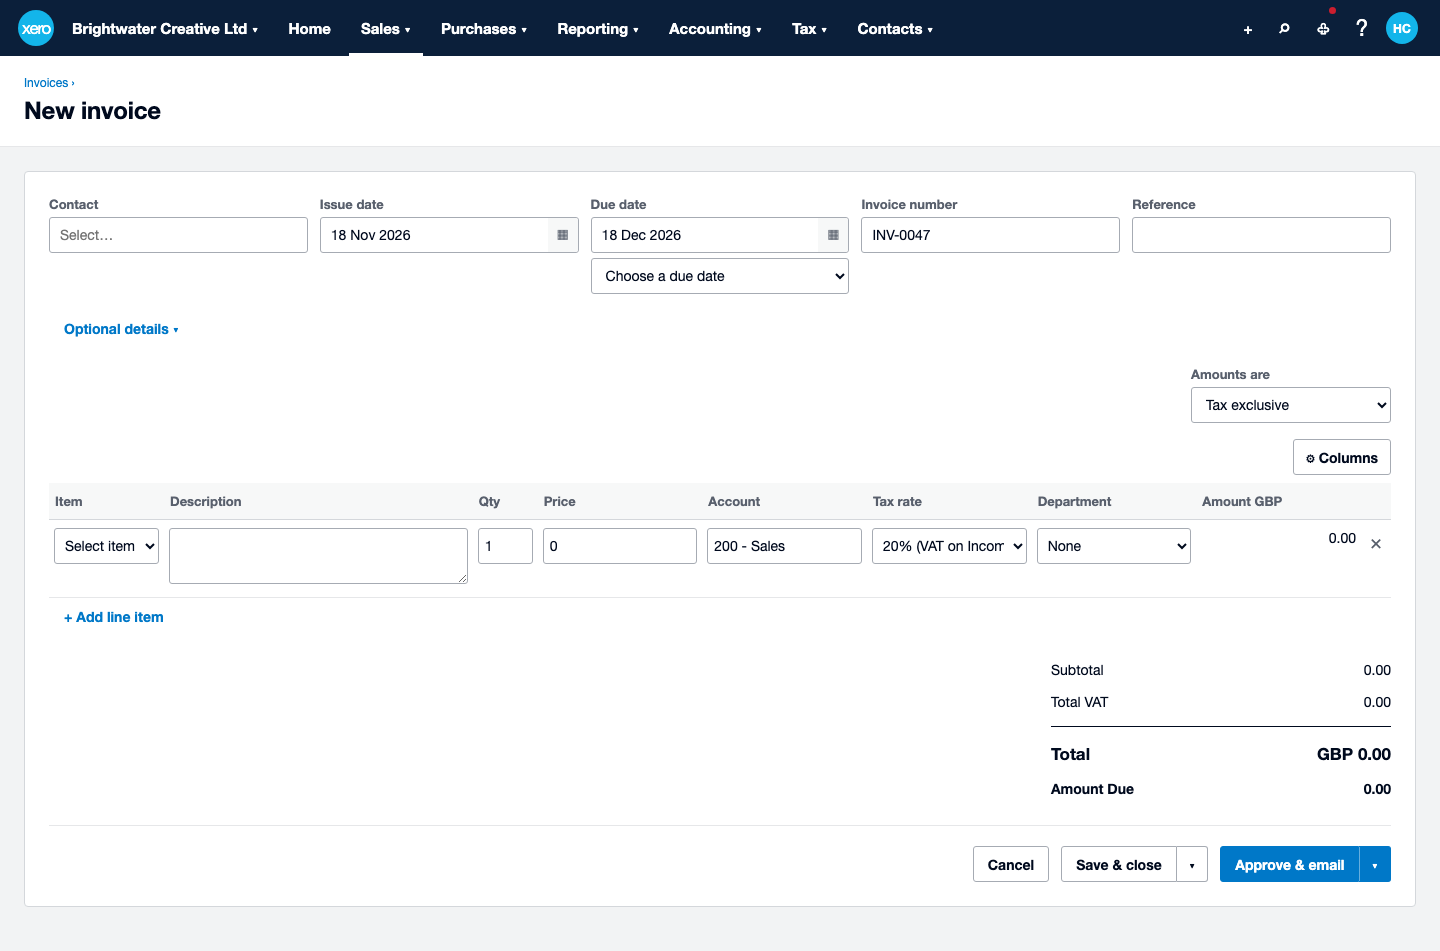 xero Brightwater Creative Ltd ▾ Home Sales ▾ Purchases ▾ Reporting ▾ Accounting ▾ Tax ▾ Contacts ▾ + ? HC
Invoices ›
New invoice
Contact Issue date Due date Invoice number Reference
Select... 18 Nov 2026 18 Dec 2026 INV-0047
Choose a due date
Optional details ▾
Amounts are
Tax exclusive
Columns
Item Description Qty Price Account Tax rate Department Amount GBP
Select item 1 0 200 - Sales 20% (VAT on Incom None 0.00 ×
+ Add line item
Subtotal 0.00
Total VAT 0.00
Total GBP 0.00
Amount Due 0.00
Cancel Save & close ▾ Approve & email ▾